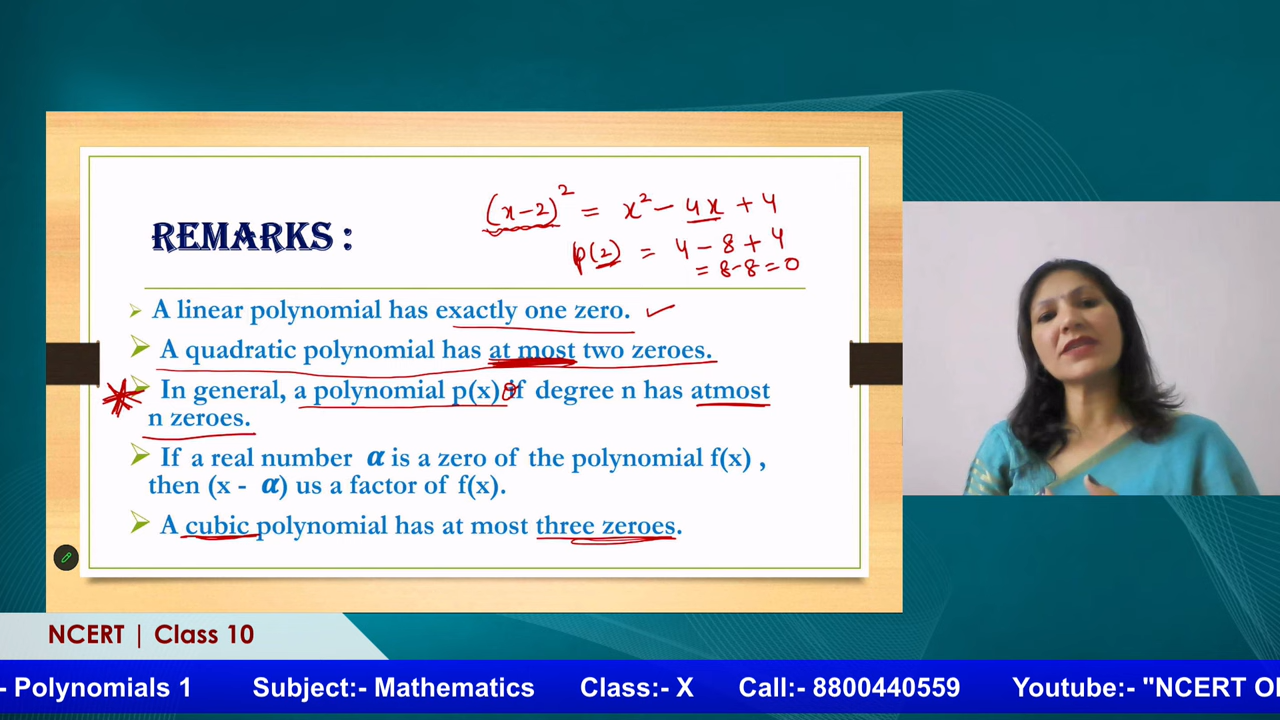 (x-2)² = x² - 4x + 4
REMARKS :
p(2) = 4 - 8 + 4
= 8-8 = 0
A linear polynomial has exactly one zero. ✓
A quadratic polynomial has at most two zeroes.
In general, a polynomial p(x) of degree n has atmost
n zeroes.
If a real number α is a zero of the polynomial f(x) ,
then (x - α) us a factor of f(x).
A cubic polynomial has at most three zeroes.
NCERT | Class 10
- Polynomials 1 Subject:- Mathematics Class:- X Call:- 8800440559 Youtube:- "NCERT